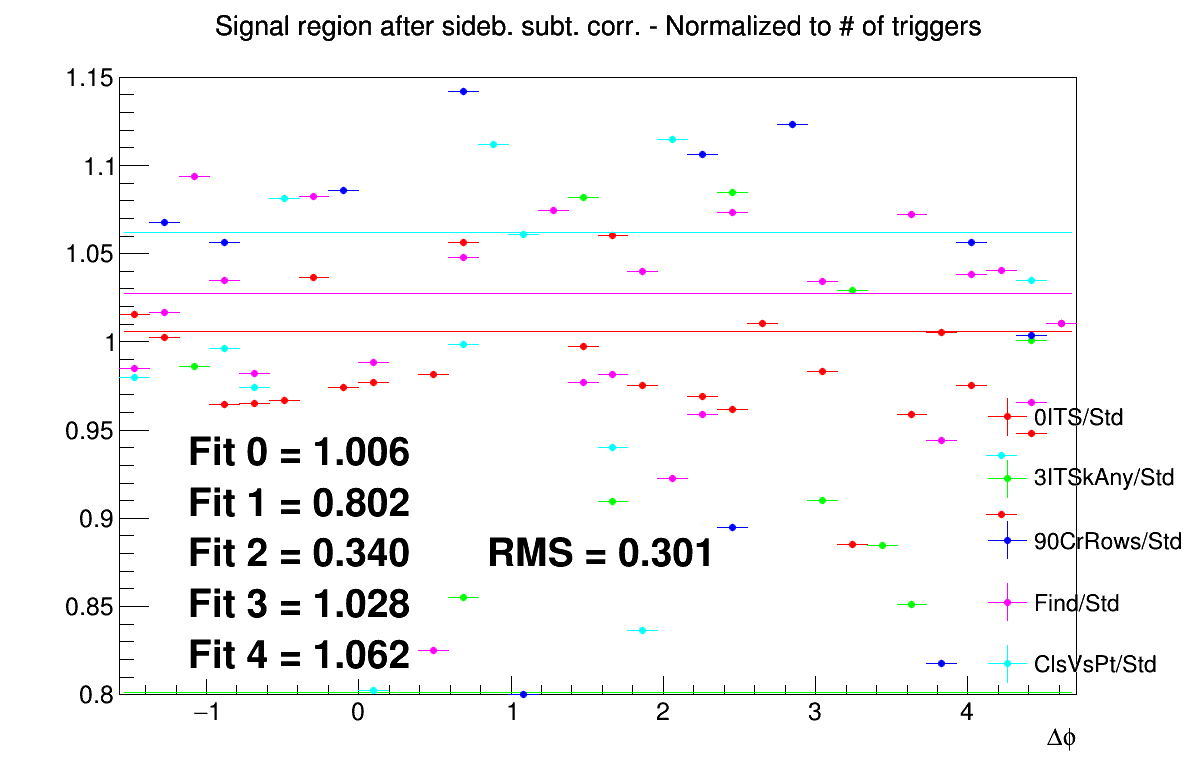 Signal region after sideb. subt. corr. - Normalized to # of triggers
1.15
1.1
1.05
1
0.95
0.9
0.85
0.8
Fit 0 = 1.006
Fit 1 = 0.802
Fit 2 = 0.340
Fit 3 = 1.028
Fit 4 = 1.062
RMS = 0.301
0ITS/Std
3ITSkAny/Std
90CrRows/Std
Find/Std
ClsVsPt/Std
−1 0 1 2 3 4
Δϕ